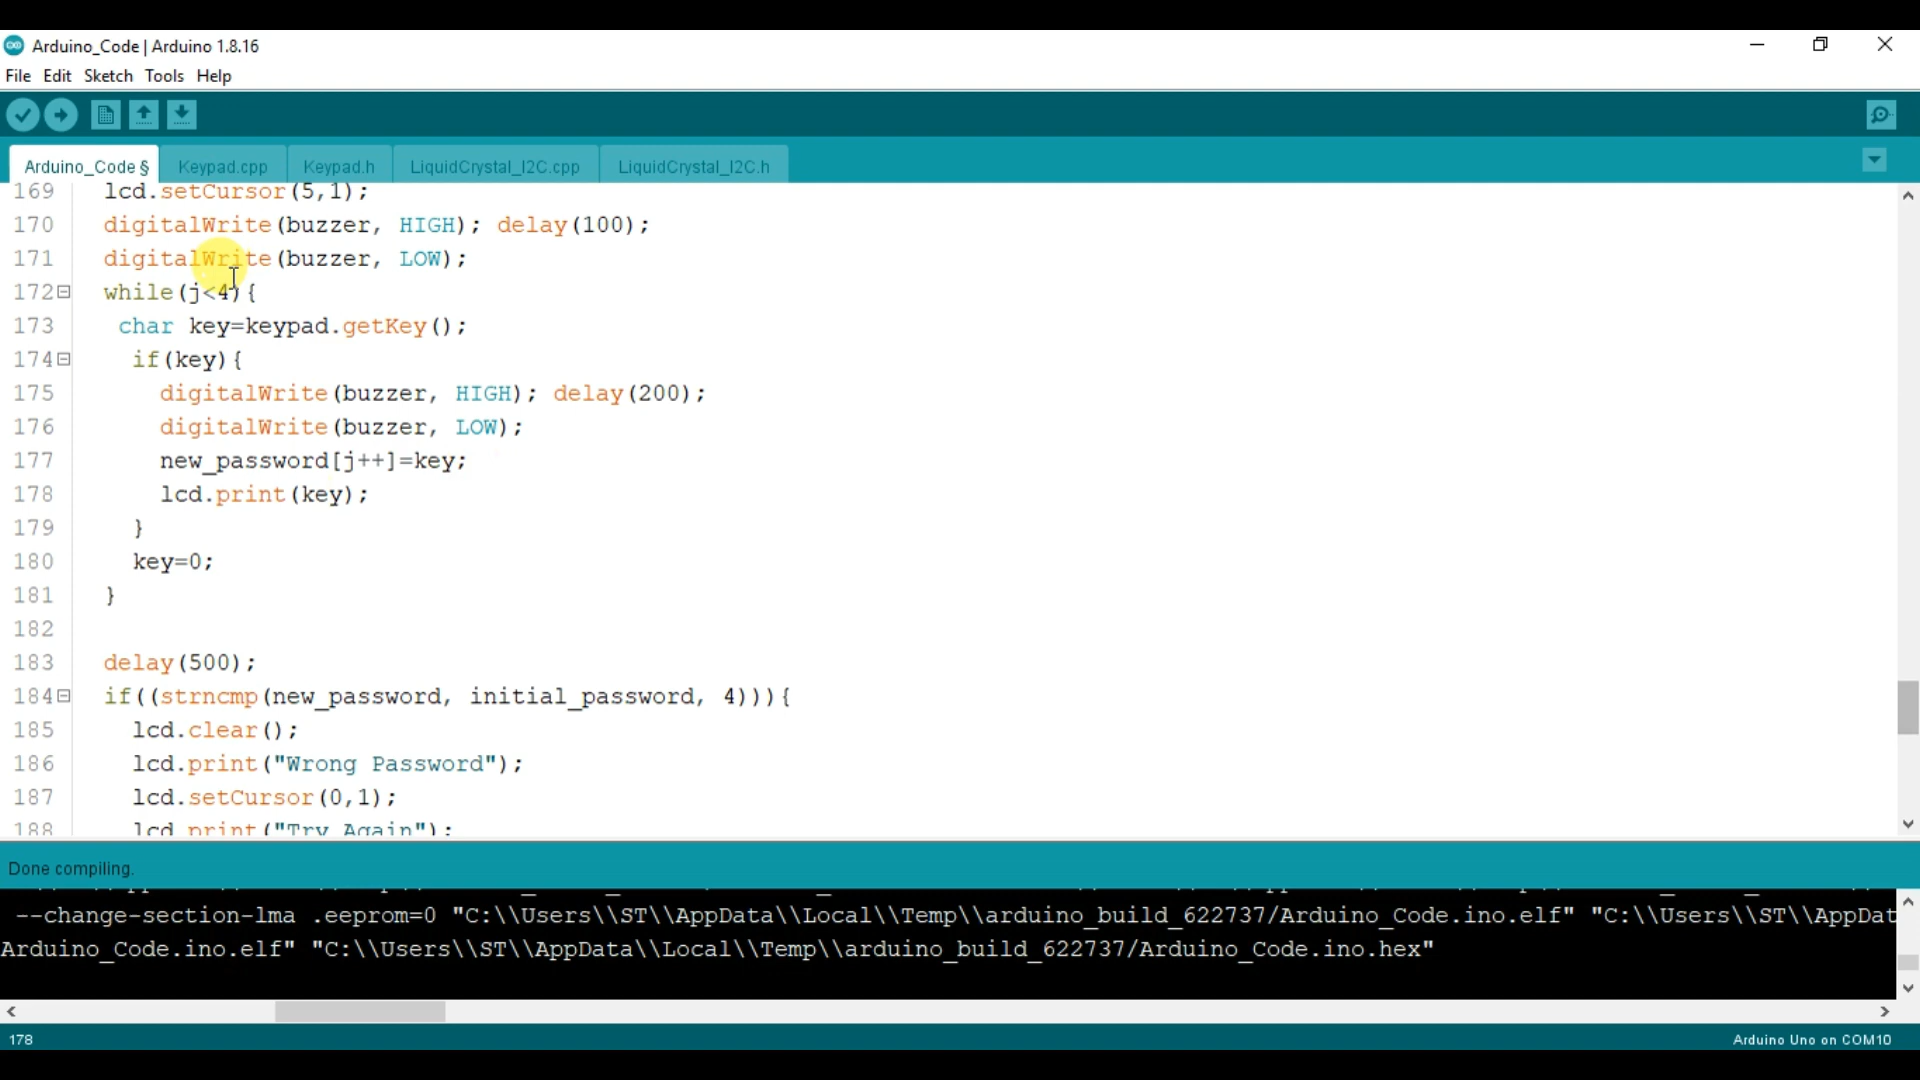 Arduino_Code | Arduino 1.8.16
File Edit Sketch Tools Help
Arduino_Code § Keypad.cpp Keypad.h LiquidCrystal_I2C.cpp LiquidCrystal_I2C.h
169 lcd.setCursor(5,1);
170 digitalWrite(buzzer, HIGH); delay(100);
171 digitalWrite(buzzer, LOW);
172 while(j<4){
173 char key=keypad.getKey();
174 if(key){
175 digitalWrite(buzzer, HIGH); delay(200);
176 digitalWrite(buzzer, LOW);
177 new_password[j++]=key;
178 lcd.print(key);
179 }
180 key=0;
181 }
182
183 delay(500);
184 if((strncmp(new_password, initial_password, 4))){
185 lcd.clear();
186 lcd.print("Wrong Password");
187 lcd.setCursor(0,1);
188 lcd.print("Try Again");
Done compiling.
--change-section-lma .eeprom=0 "C:\\Users\\ST\\AppData\\Local\\Temp\\arduino_build_622737/Arduino_Code.ino.elf" "C:\\Users\\ST\\AppDat
Arduino_Code.ino.elf" "C:\\Users\\ST\\AppData\\Local\\Temp\\arduino_build_622737/Arduino_Code.ino.hex"
178 Arduino Uno on COM10